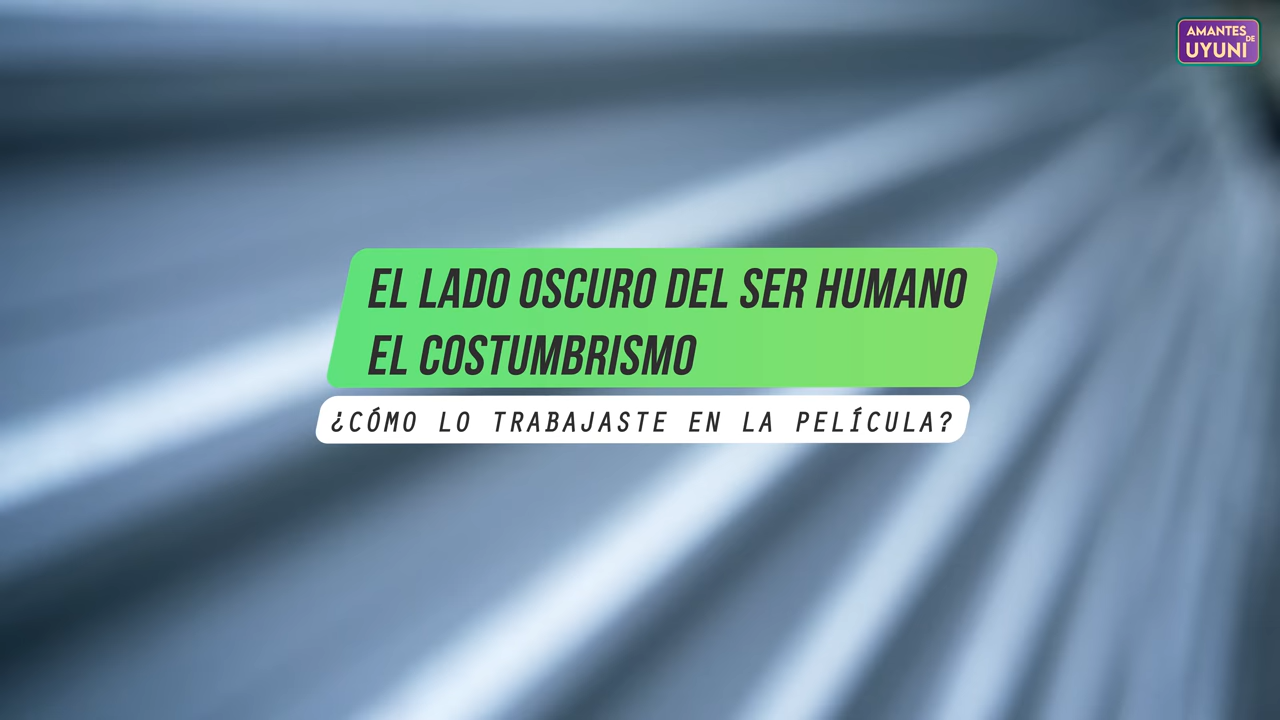 AMANTES
DE
UYUNI
EL LADO OSCURO DEL SER HUMANO
EL COSTUMBRISMO
¿CÓMO LO TRABAJASTE EN LA PELÍCULA?